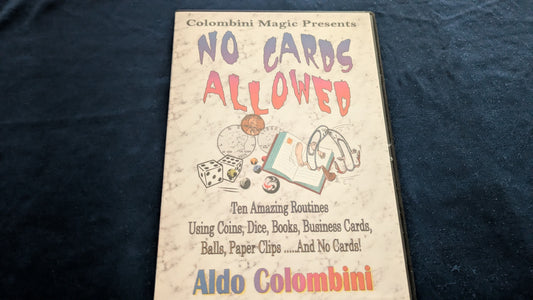 Colombini Magic Presents
NO CARDS
ALLOWED
Ten Amazing Routines
Using Coins, Dice, Books, Business Cards,
Balls, Paper Clips .....And No Cards!
Aldo Colombini